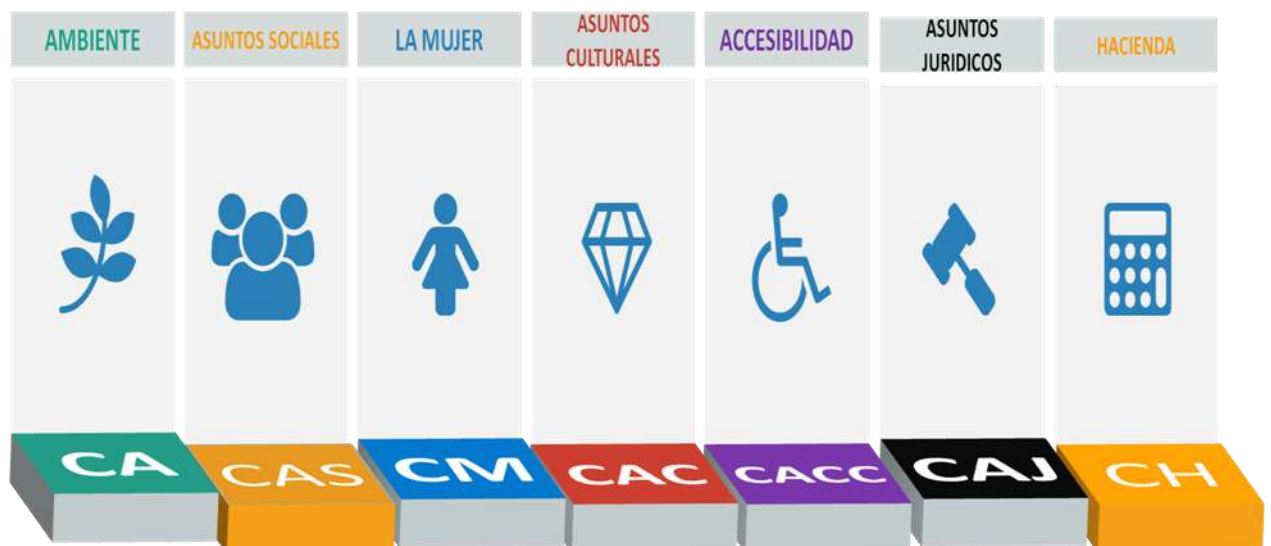 AMBIENTE
ASUNTOS SOCIALES
LA MUJER
ASUNTOS
CULTURALES
ACCESIBILIDAD
ASUNTOS
JURIDICOS
HACIENDA
CA
CAS
CM
CAC
CACC
CAJ
CH